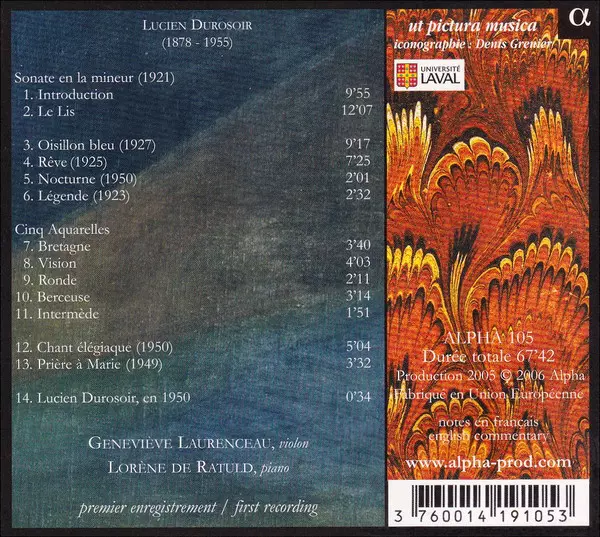 LUCIEN DUROSOIR
(1878 - 1955)
Sonate en la mineur (1921)
1. Introduction 9'55
2. Le Lis 12'07
3. Oisillon bleu (1927) 9'17
4. Rêve (1925) 7'25
5. Nocturne (1950) 2'01
6. Légende (1923) 2'32
Cinq Aquarelles
7. Bretagne 3'40
8. Vision 4'03
9. Ronde 2'11
10. Berceuse 3'14
11. Intermède 1'51
12. Chant élégiaque (1950) 5'04
13. Prière à Marie (1949) 3'32
14. Lucien Durosoir, en 1950 0'34
GENEVIÈVE LAURENCEAU, violon
LORÈNE DE RATULD, piano
premier enregistrement / first recording
ut pictura musica
iconographie : Denis Grenier
α
UNIVERSITÉ
LAVAL
ALPHA 105
Durée totale 67'42
Production 2005 © 2006 Alpha
Fabriqué en Union Européenne
notes en français
english commentary
www.alpha-prod.com
3 760014 191053